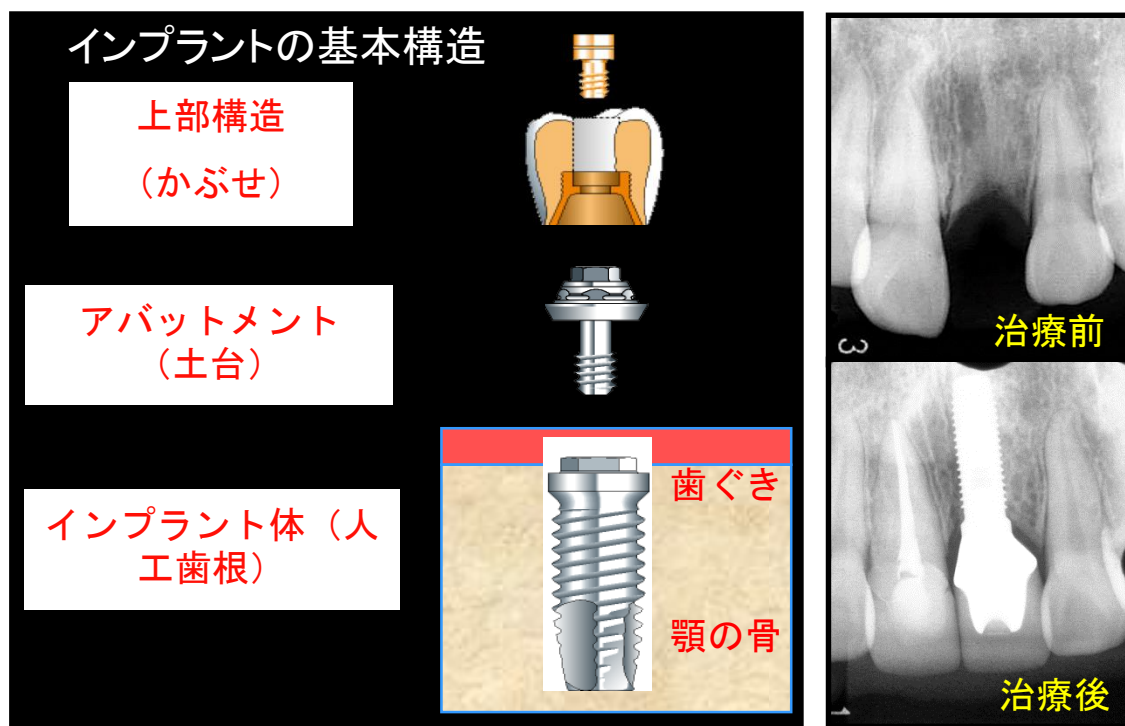 インプラントの基本構造
上部構造
（かぶせ）
アバットメント
（土台）
インプラント体（人
工歯根）
歯ぐき
顎の骨
3
治療前
1
治療後